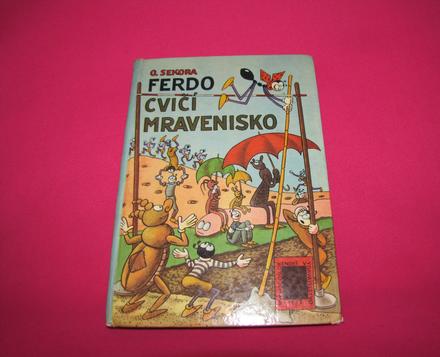 O. SEKORA
FERDO
CVIČÍ
MRAVENISKO